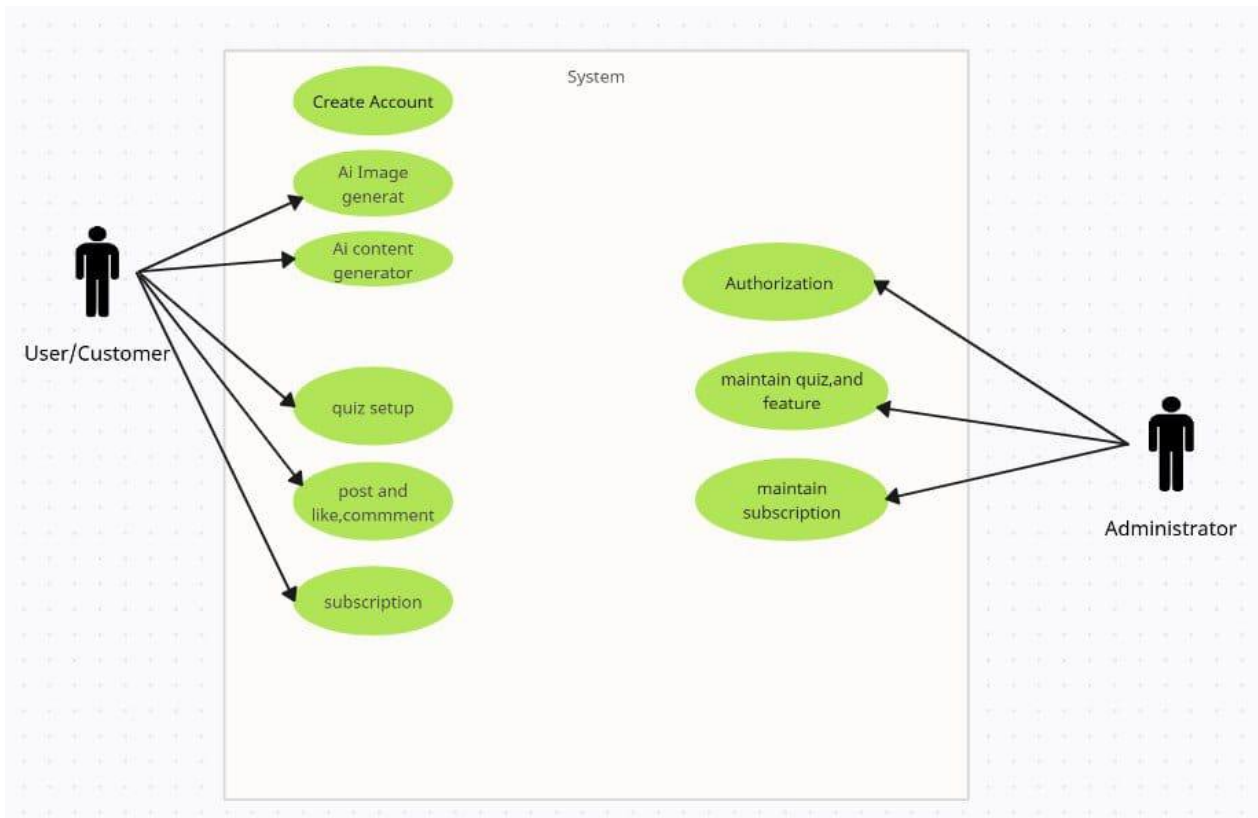 System
Create Account
Ai Image
generat
Ai content
generator
User/Customer
quiz setup
post and
like,commment
subscription
Authorization
maintain quiz,and
feature
maintain
subscription
Administrator